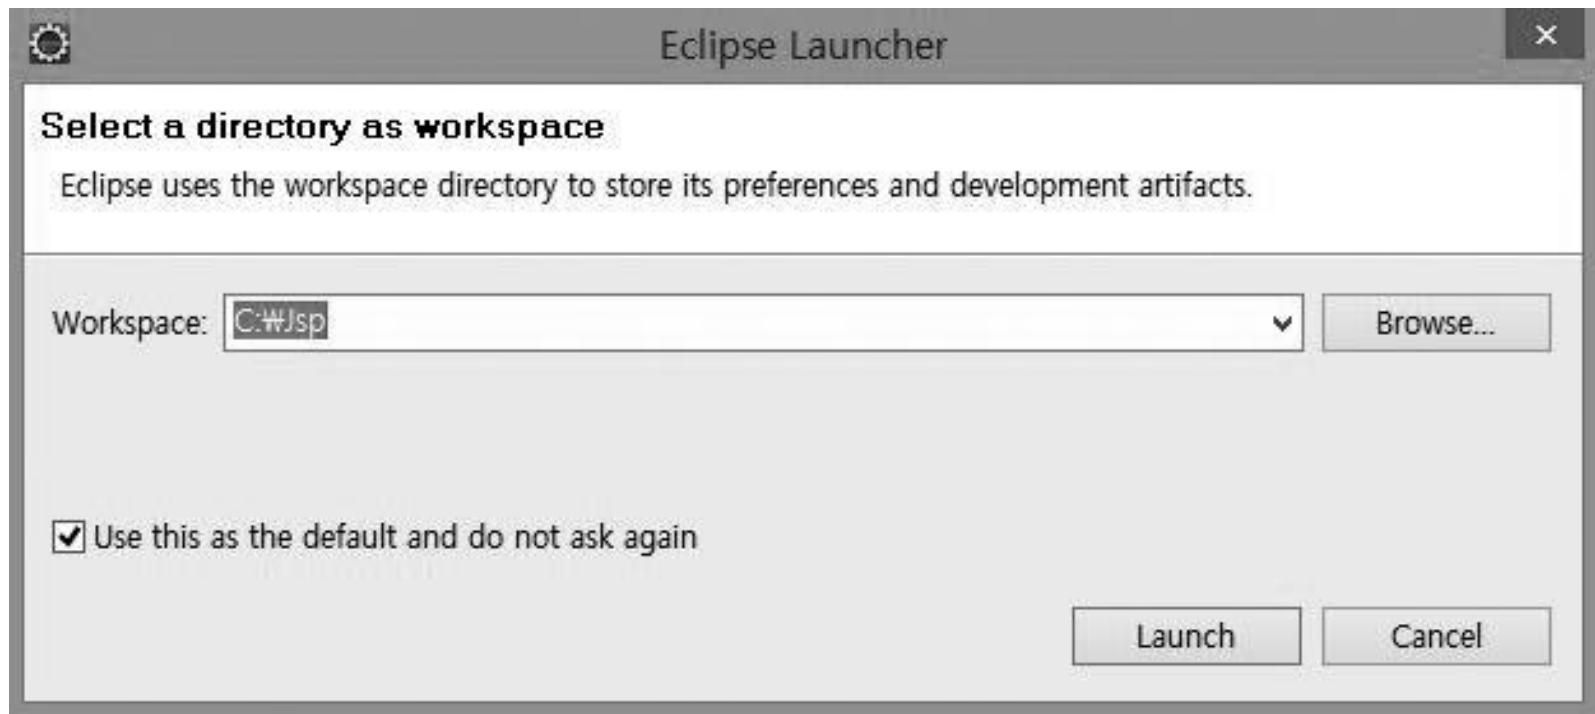 Eclipse Launcher
Select a directory as workspace
Eclipse uses the workspace directory to store its preferences and development artifacts.
Workspace: C:₩Jsp Browse...
Use this as the default and do not ask again
Launch Cancel